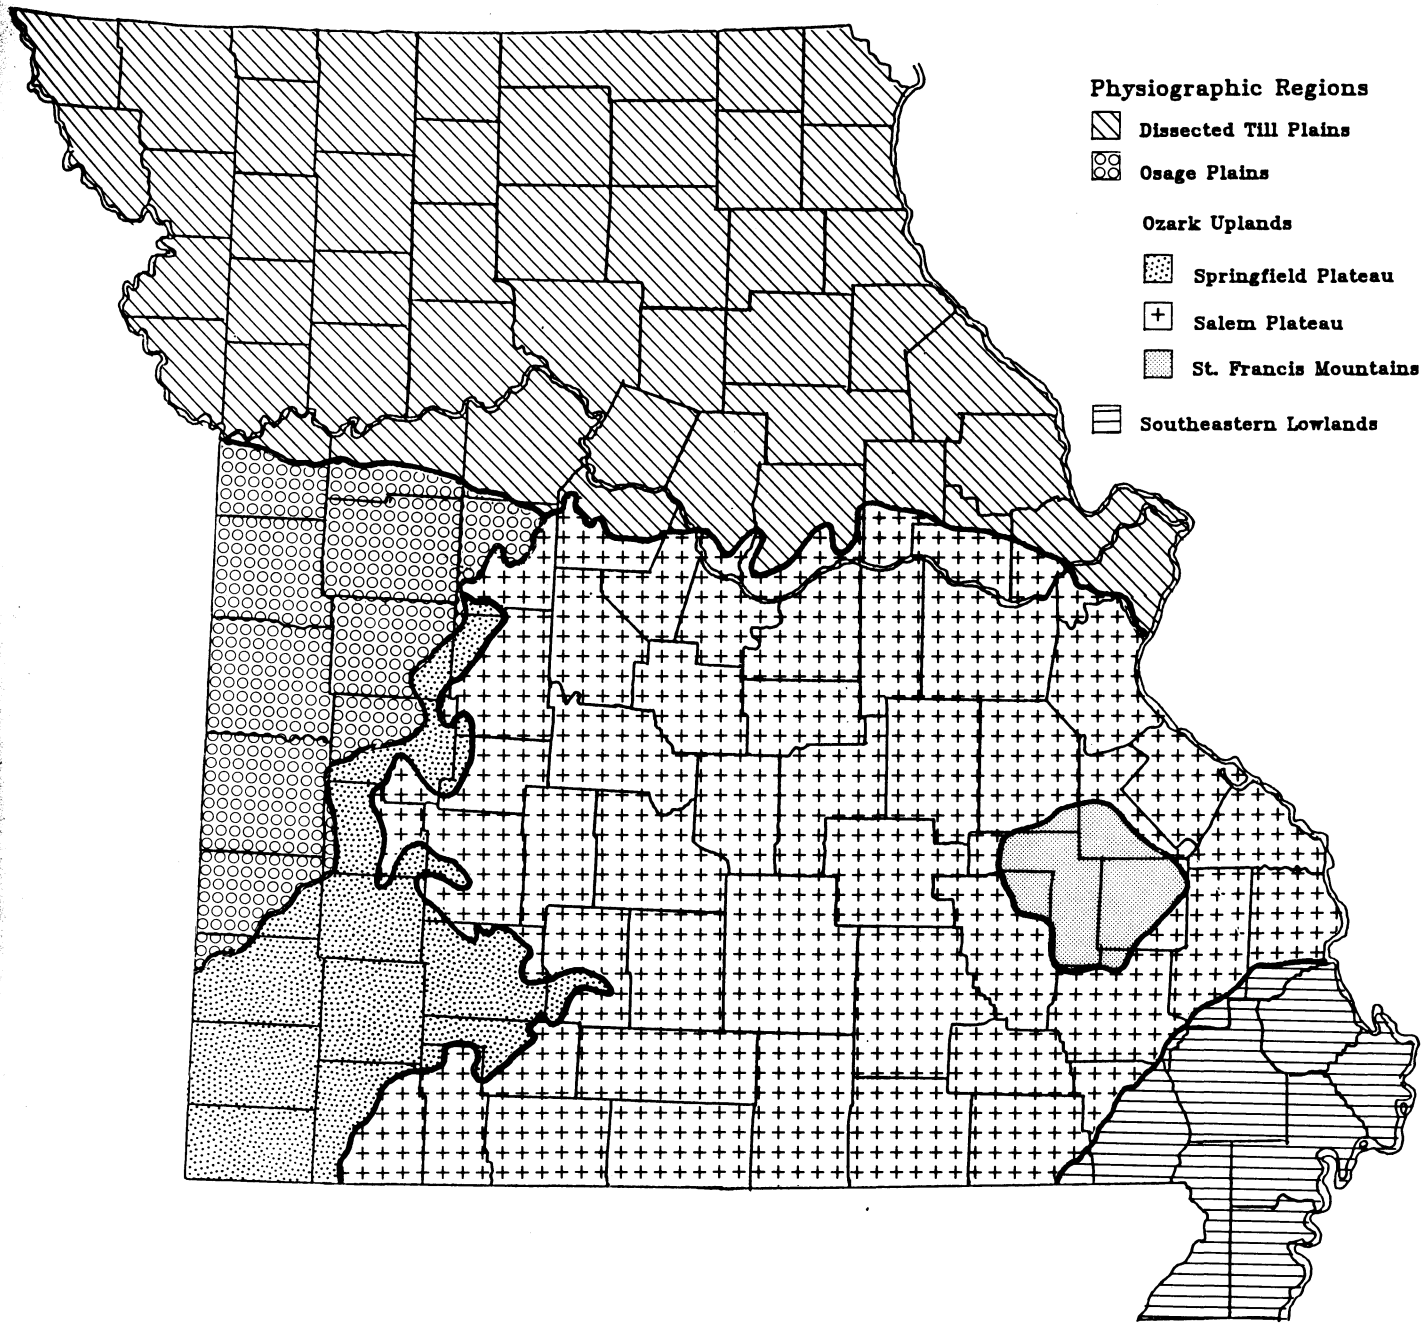 Physiographic Regions
Dissected Till Plains
Osage Plains
Ozark Uplands
Springfield Plateau
Salem Plateau
St. Francis Mountains
Southeastern Lowlands